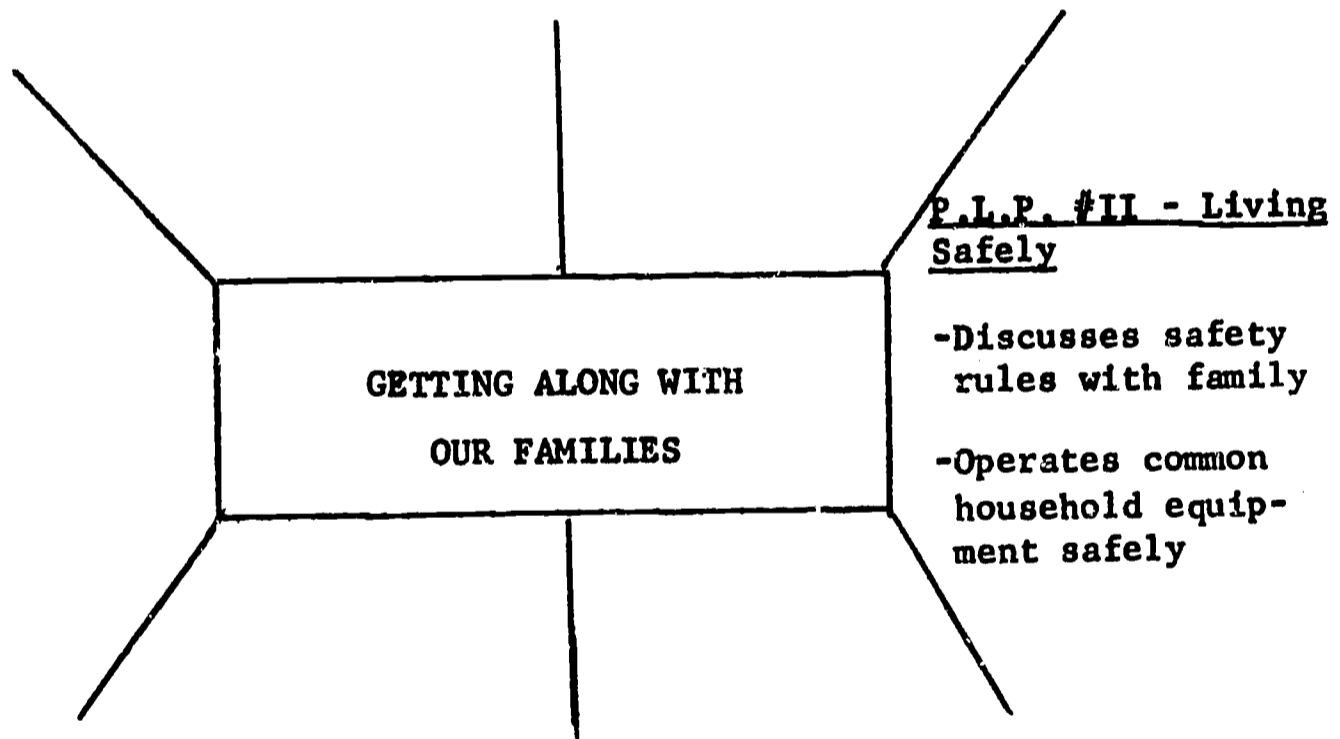 P.L.P. #II - Living
Safely
-Discusses safety
rules with family
GETTING ALONG WITH
OUR FAMILIES
-Operates common
household equip-
ment safely